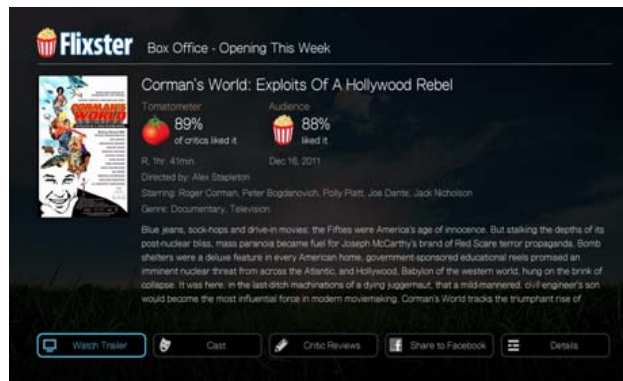 Flixster Box Office - Opening This Week
Corman's World: Exploits Of A Hollywood Rebel
Tomatometer Audience
89% 88%
of critics liked it liked it
R, 1hr. 41min. Dec 16, 2011
Directed by: Alex Stapleton
Starring: Roger Corman, Peter Bogdanovich, Polly Platt, Joe Dante, Jack Nicholson
Genre: Documentary, Television
Blue jeans, sock-hops and drive-in movies: the Fifties were America's age of innocence. But stalking the depths of its
post-nuclear bliss, mass paranoia became fuel for Joseph McCarthy's brand of Red Scare terror propaganda. Bomb
shelters were a deluxe feature in every American home, government-sponsored educational reels promised an
imminent nuclear threat from across the Atlantic, and Hollywood, Babylon of the western world, hung on the brink of
collapse. It was here, in the last-ditch machinations of a dying juggernaut, that a mild-mannered, civil engineer's son
would become the most influential force in modern moviemaking. Corman's World tracks the triumphant rise of
CORMAN'S
WORLD
Watch Trailer Cast Critic Reviews Share to Facebook Details